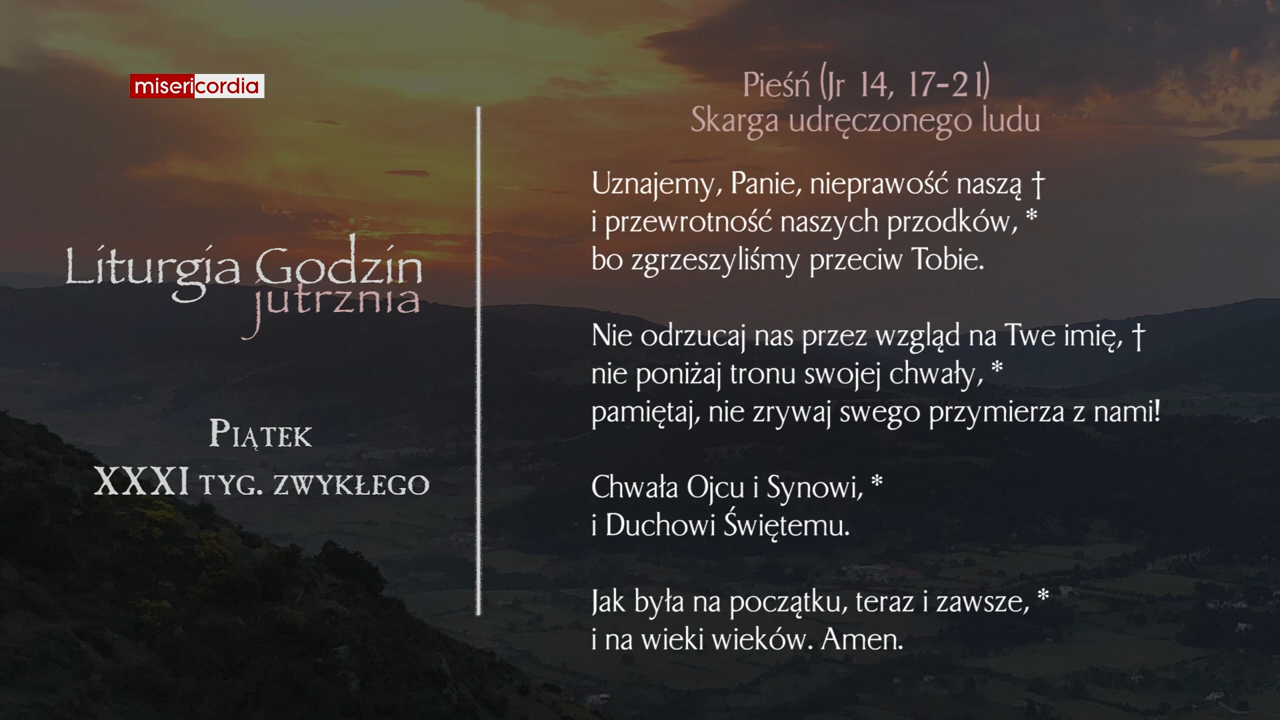 misericordia
Liturgia Godzin
jutrznia
Piątek
XXXI tyg. zwykłego
Pieśń (Jr 14, 17-21)
Skarga udręczonego ludu
Uznajemy, Panie, nieprawość naszą †
i przewrotność naszych przodków, *
bo zgrzeszyliśmy przeciw Tobie.
Nie odrzucaj nas przez wzgląd na Twe imię, †
nie poniżaj tronu swojej chwały, *
pamiętaj, nie zrywaj swego przymierza z nami!
Chwała Ojcu i Synowi, *
i Duchowi Świętemu.
Jak była na początku, teraz i zawsze, *
i na wieki wieków. Amen.